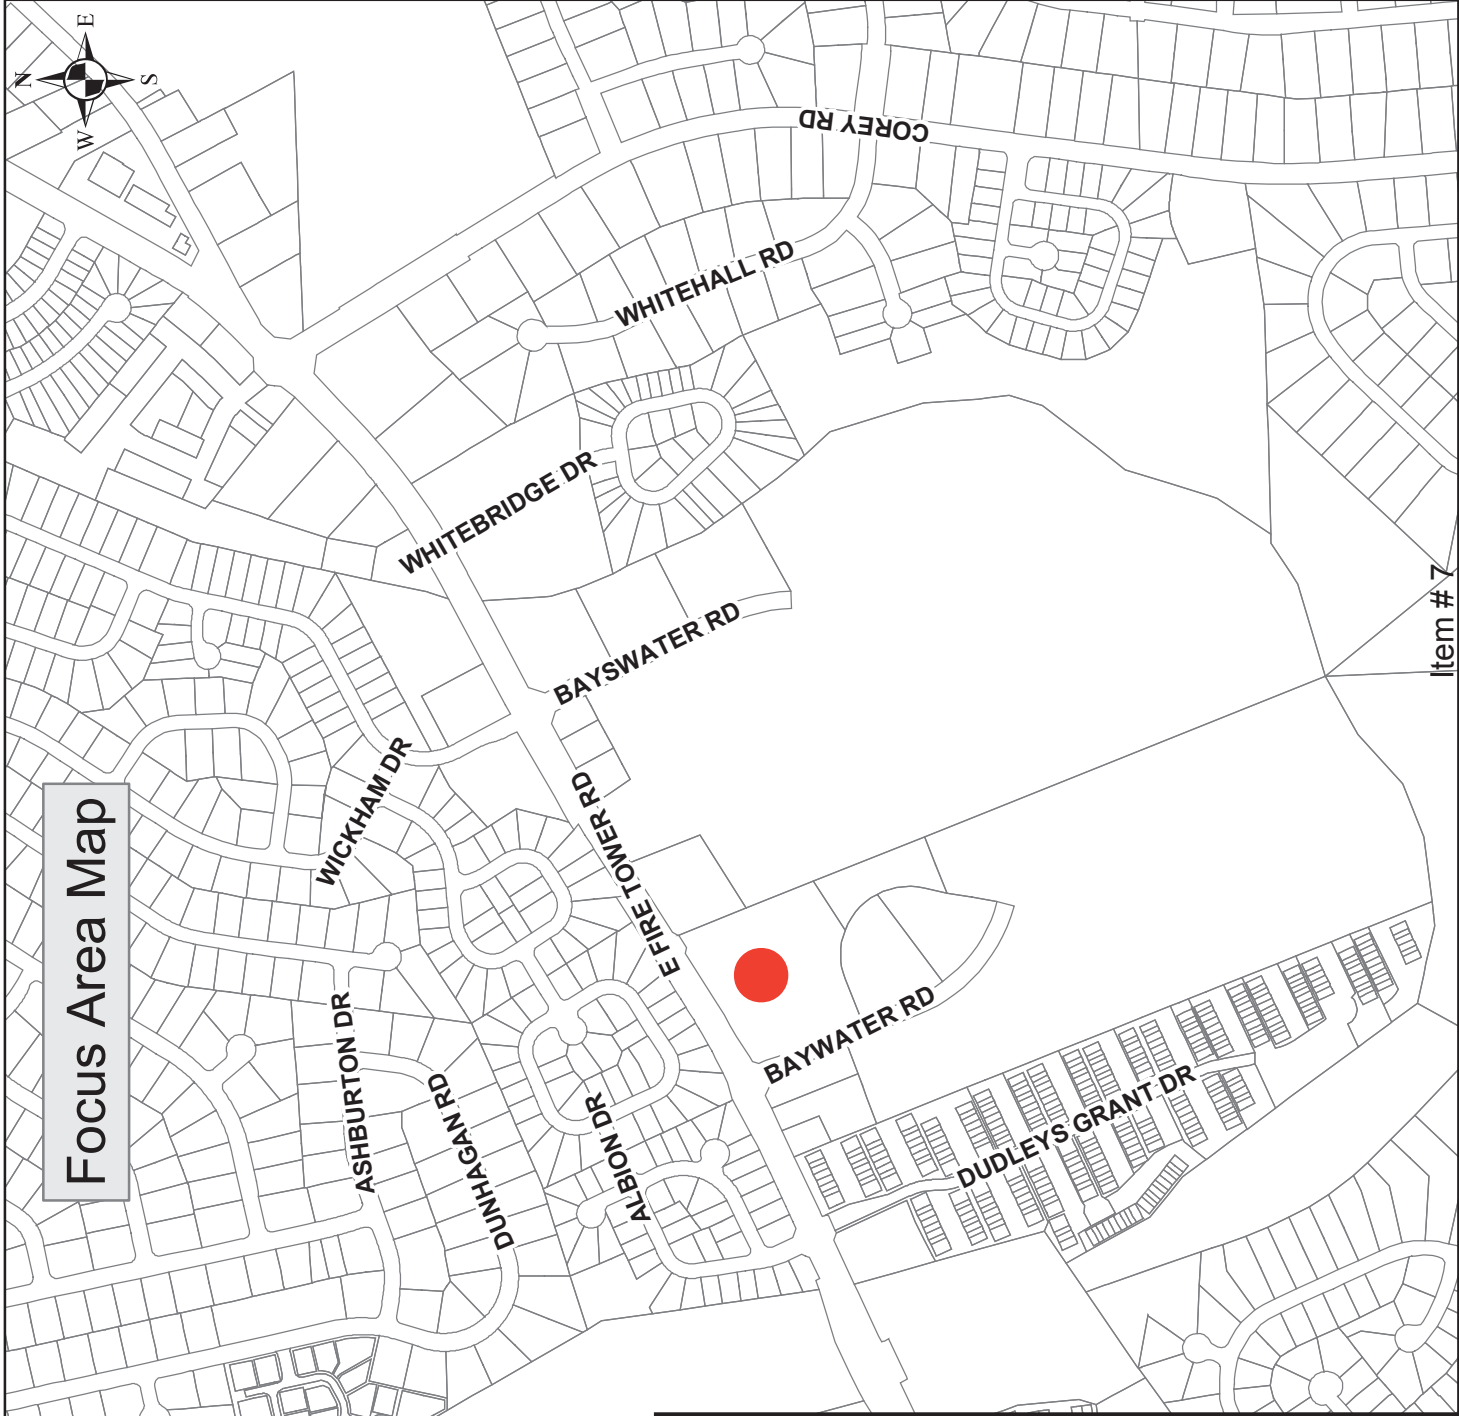 Focus Area Map
N
E
S
W
COREY RD
WHITEHALL RD
WHITEBRIDGE DR
BAYSWATER RD
WICKHAM DR
E FIRE TOWER RD
BAYWATER RD
ASHBURTON DR
DUNHAGAN RD
ALBION DR
DUDLEYS GRANT DR
Item # 7